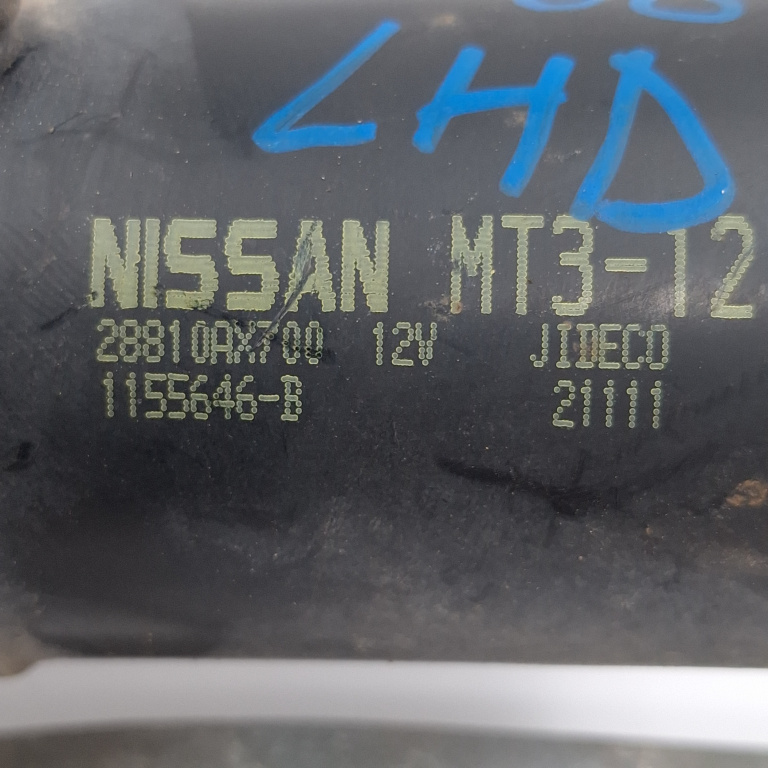 LHD
NISSAN MT3-12
28810AX700 12V JIDECO
1155646-B 21111